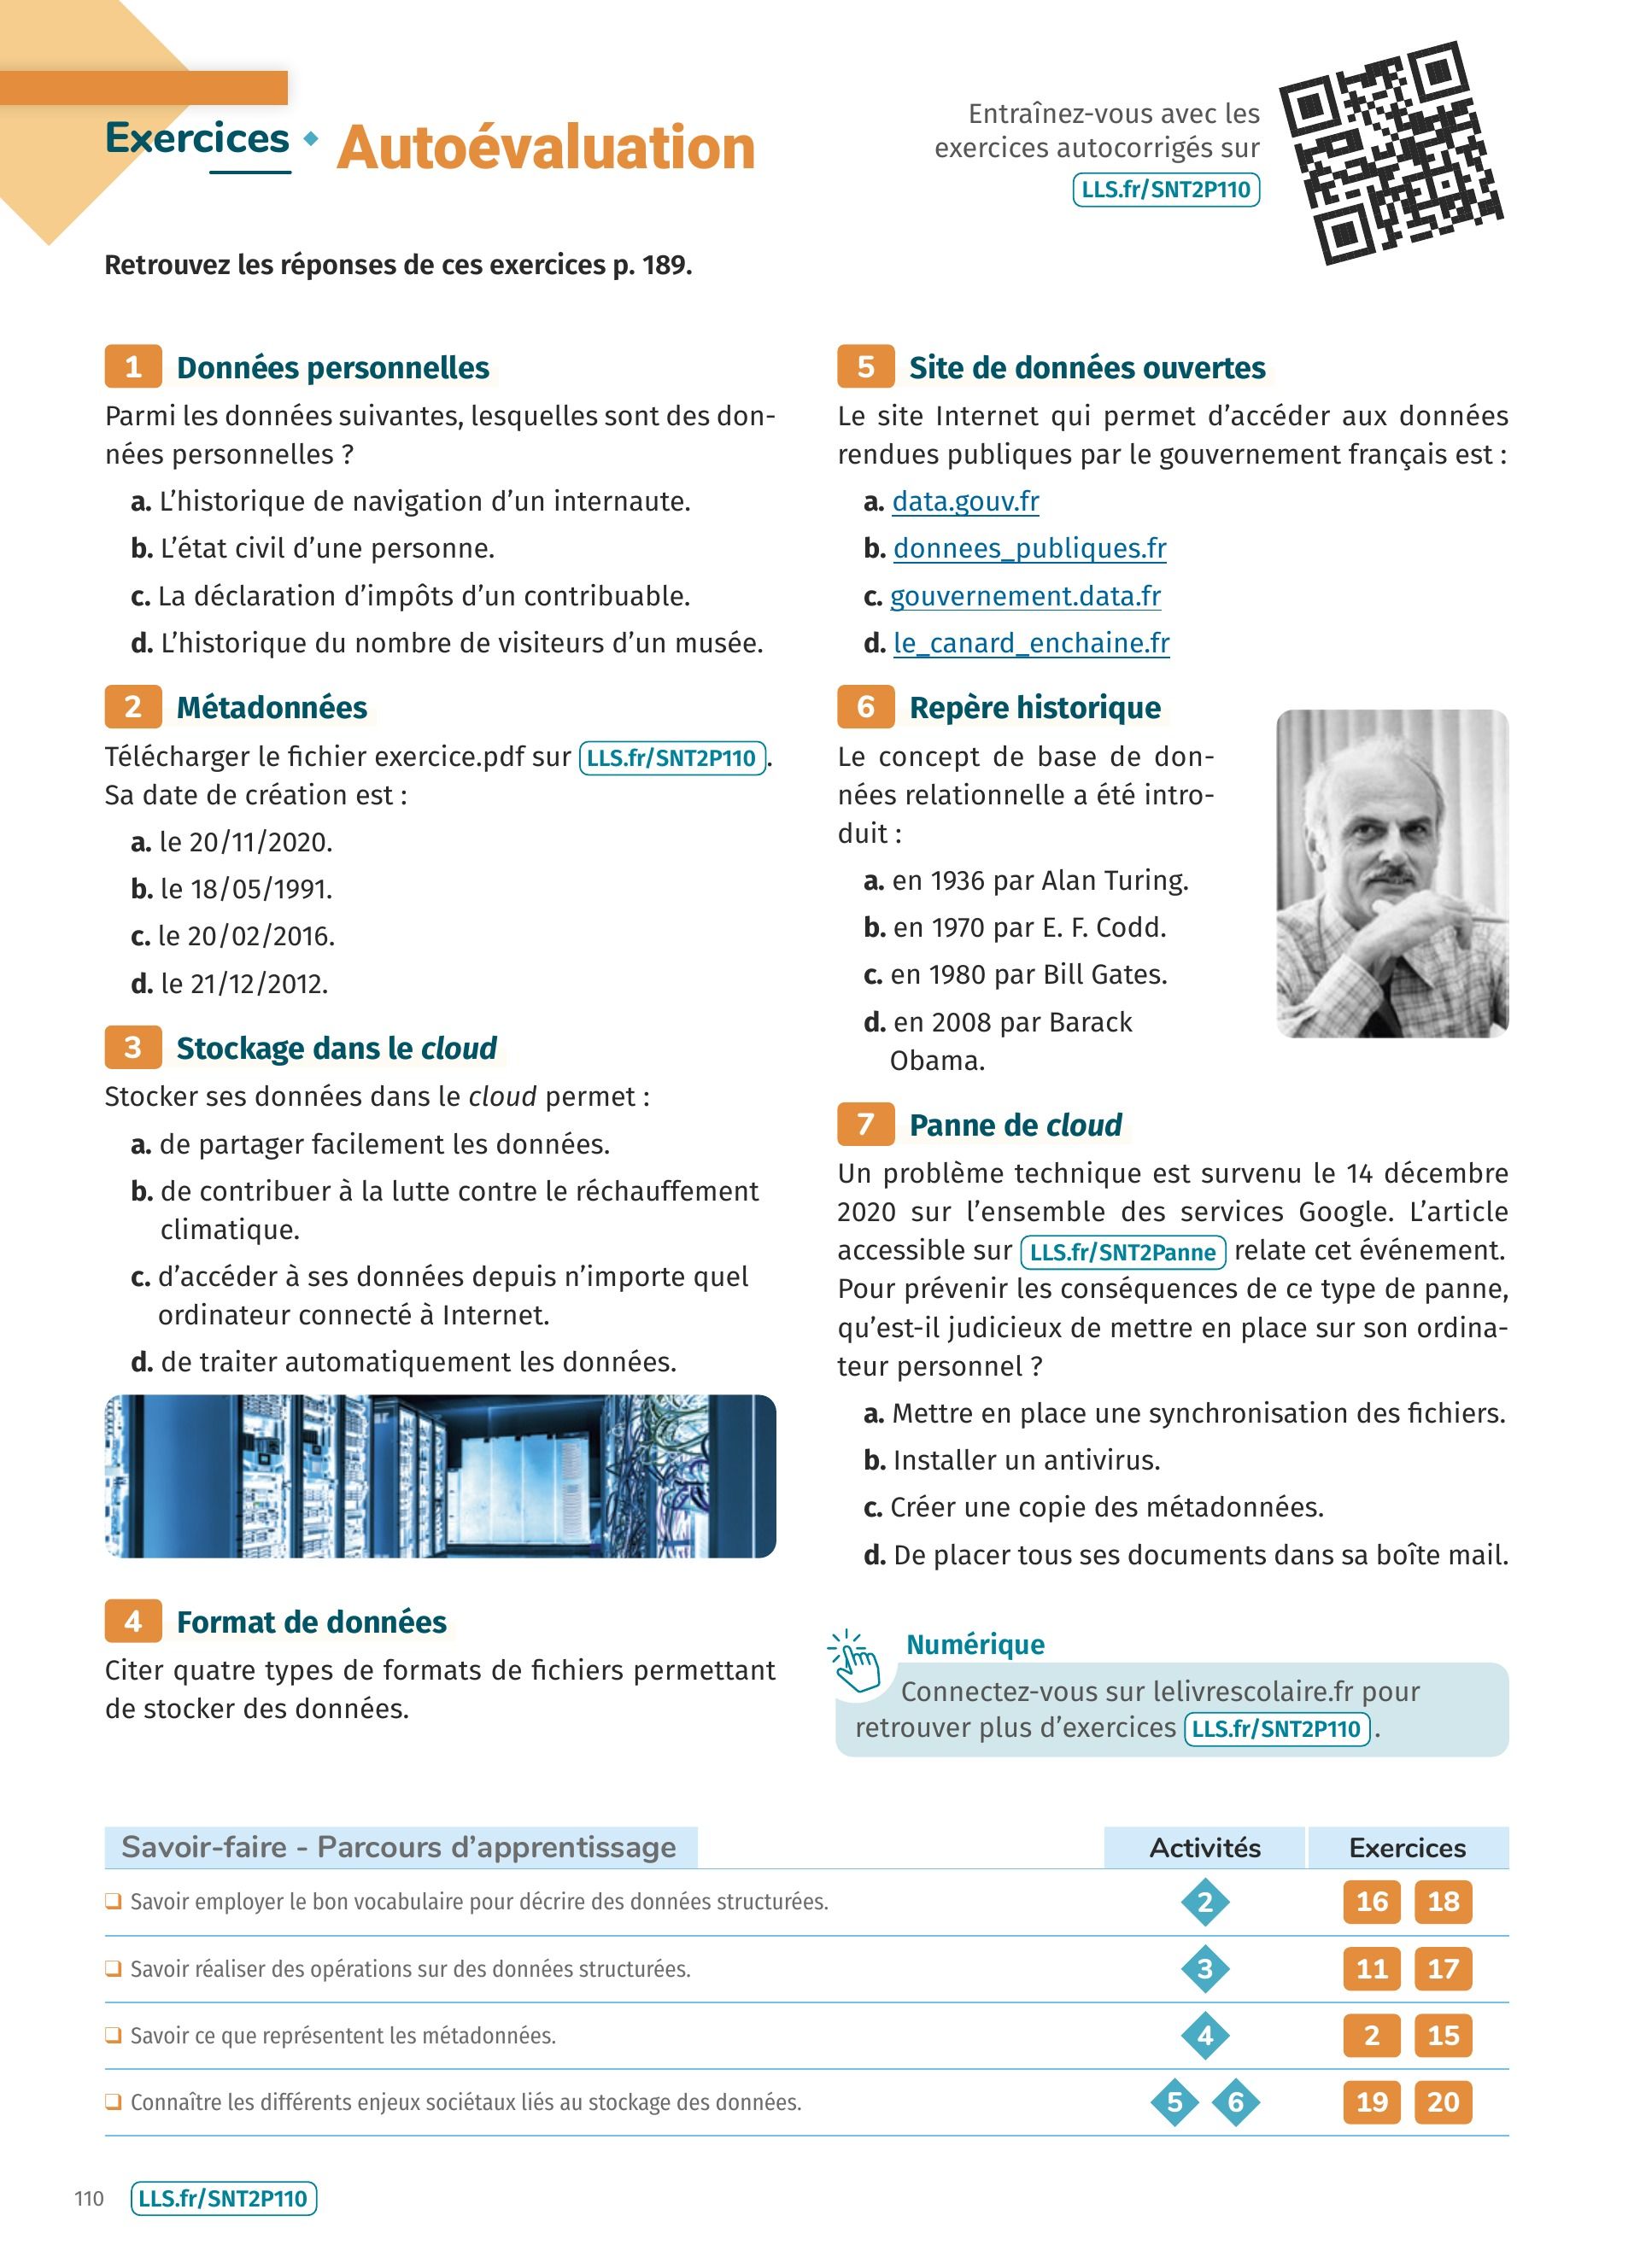 Exercices
Autoévaluation
Entraînez-vous avec les
exercices autocorrigés sur
LLS.fr/SNT2P110
Retrouvez les réponses de ces exercices p. 189.
1 Données personnelles
Parmi les données suivantes, lesquelles sont des don-
nées personnelles ?
a. L’historique de navigation d’un internaute.
b. L’état civil d’une personne.
c. La déclaration d’impôts d’un contribuable.
d. L’historique du nombre de visiteurs d’un musée.
2 Métadonnées
Télécharger le fichier exercice.pdf sur LLS.fr/SNT2P110.
Sa date de création est :
a. le 20/11/2020.
b. le 18/05/1991.
c. le 20/02/2016.
d. le 21/12/2012.
3 Stockage dans le cloud
Stocker ses données dans le cloud permet :
a. de partager facilement les données.
b. de contribuer à la lutte contre le réchauffement
climatique.
c. d’accéder à ses données depuis n’importe quel
ordinateur connecté à Internet.
d. de traiter automatiquement les données.
4 Format de données
Citer quatre types de formats de fichiers permettant
de stocker des données.
5 Site de données ouvertes
Le site Internet qui permet d’accéder aux données
rendues publiques par le gouvernement français est :
a. data.gouv.fr
b. donnees_publiques.fr
c. gouvernement.data.fr
d. le_canard_enchaine.fr
6 Repère historique
Le concept de base de don-
nées relationnelle a été intro-
duit :
a. en 1936 par Alan Turing.
b. en 1970 par E. F. Codd.
c. en 1980 par Bill Gates.
d. en 2008 par Barack
Obama.
7 Panne de cloud
Un problème technique est survenu le 14 décembre
2020 sur l’ensemble des services Google. L’article
accessible sur LLS.fr/SNT2Panne relate cet événement.
Pour prévenir les conséquences de ce type de panne,
qu’est-il judicieux de mettre en place sur son ordina-
teur personnel ?
a. Mettre en place une synchronisation des fichiers.
b. Installer un antivirus.
c. Créer une copie des métadonnées.
d. De placer tous ses documents dans sa boîte mail.
Numérique
Connectez-vous sur lelivrescolaire.fr pour
retrouver plus d’exercices LLS.fr/SNT2P110 .
Savoir-faire - Parcours d’apprentissage Activités Exercices
Savoir employer le bon vocabulaire pour décrire des données structurées. 2 16 18
Savoir réaliser des opérations sur des données structurées. 3 11 17
Savoir ce que représentent les métadonnées. 4 2 15
Connaître les différents enjeux sociétaux liés au stockage des données. 5 6 19 20
110 LLS.fr/SNT2P110